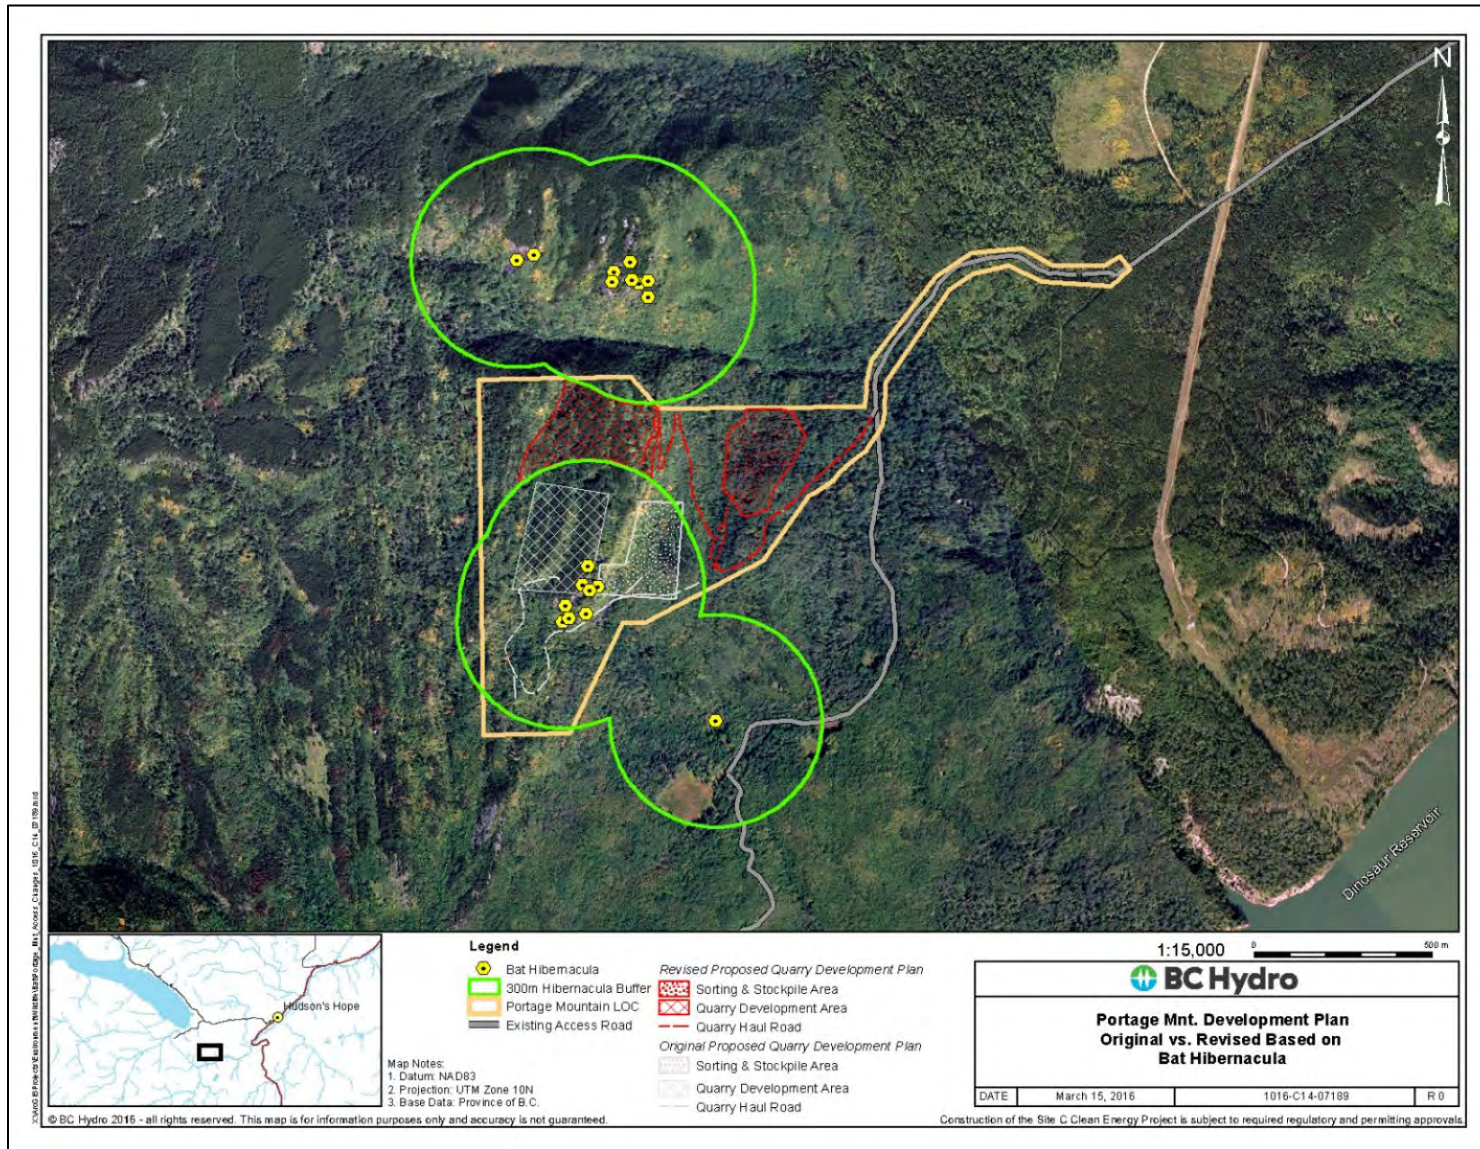 N
Dinosaur Reservoir
Hudson's Hope
Legend
Bat Hibernacula
300m Hibernacula Buffer
Portage Mountain LOC
Existing Access Road
Map Notes:
1. Datum: NAD83
2. Projection: UTM Zone 10N
3. Base Data: Province of B.C.
Revised Proposed Quarry Development Plan
Sorting & Stockpile Area
Quarry Development Area
Quarry Haul Road
Original Proposed Quarry Development Plan
Sorting & Stockpile Area
Quarry Development Area
Quarry Haul Road
1:15,000
0 500 m
BC Hydro
Portage Mnt. Development Plan
Original vs. Revised Based on
Bat Hibernacula
DATE March 15, 2016 1016-C14-07189 R 0
© BC Hydro 2016 - all rights reserved. This map is for information purposes only and accuracy is not guaranteed.
Construction of the Site C Clean Energy Project is subject to required regulatory and permitting approvals.